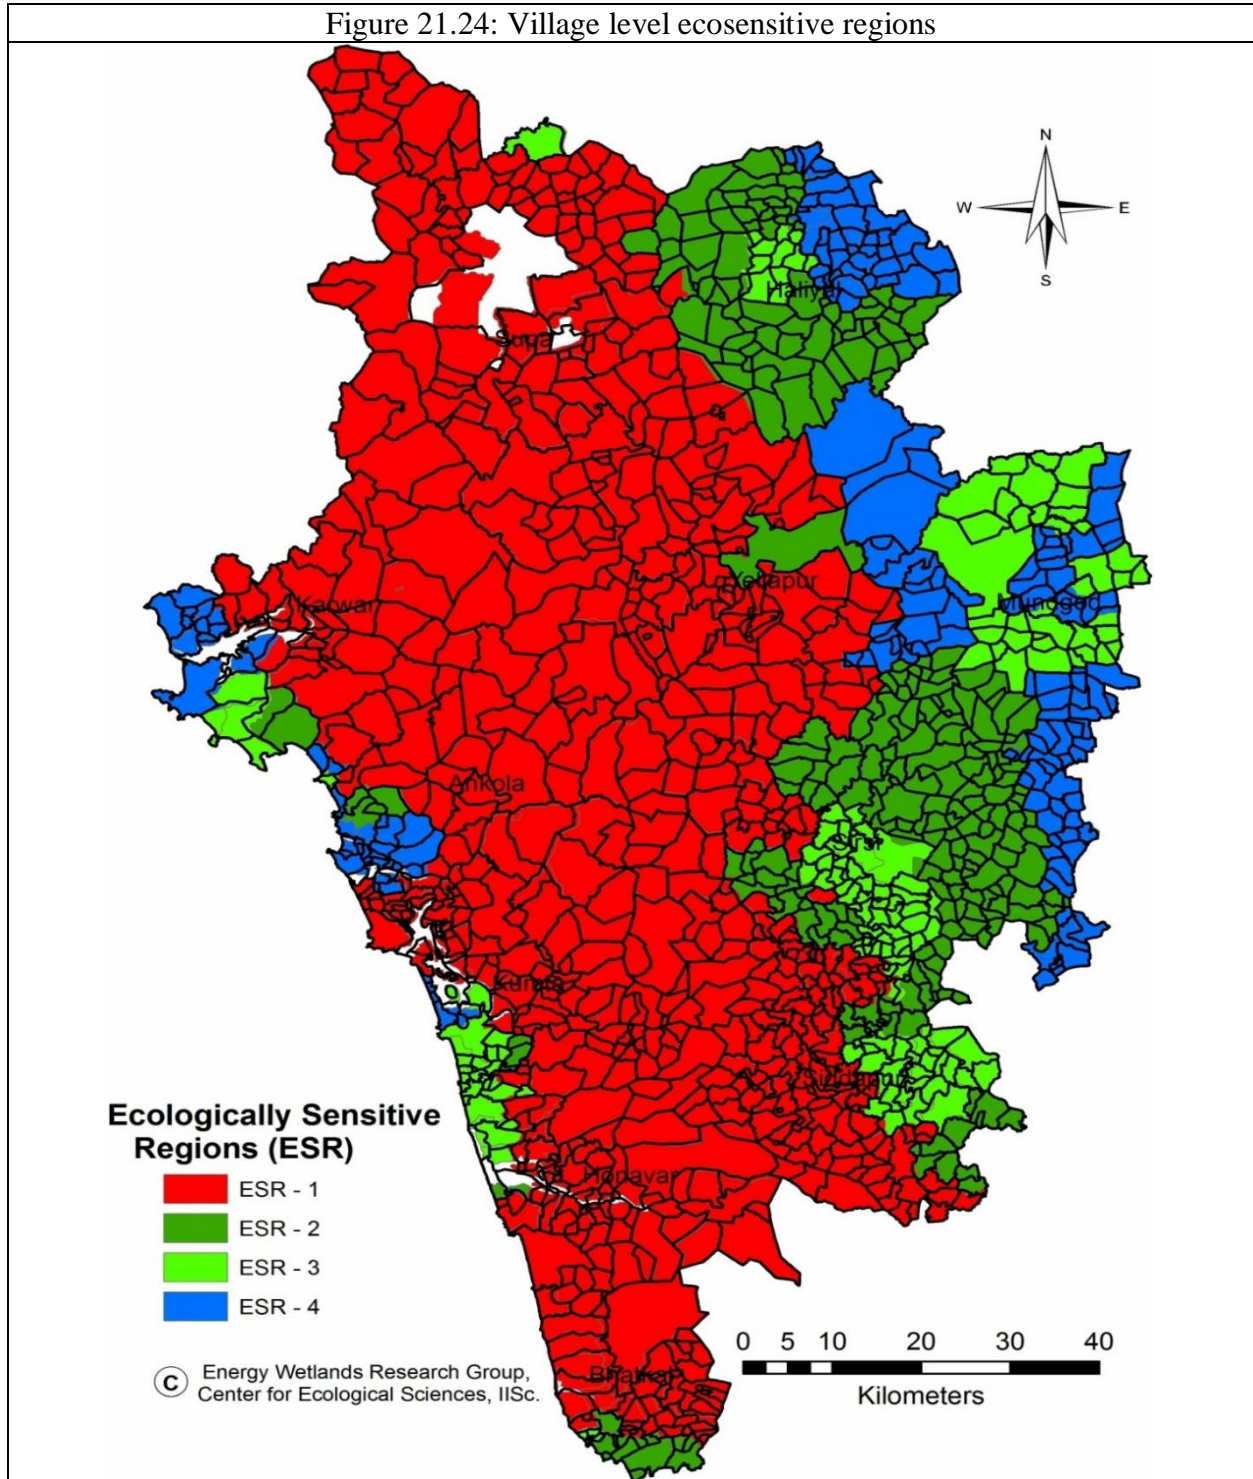 Figure 21.24: Village level ecosensitive regions
N
W
E
S
Haliyal
Supa
Yellapur
Mundgod
Karwar
Ankola
Sirsi
Kumta
Siddapur
Honavar
Bhatkal
Ecologically Sensitive
Regions (ESR)
ESR - 1
ESR - 2
ESR - 3
ESR - 4
0 5 10 20 30 40
Kilometers
C Energy Wetlands Research Group,
Center for Ecological Sciences, IISc.